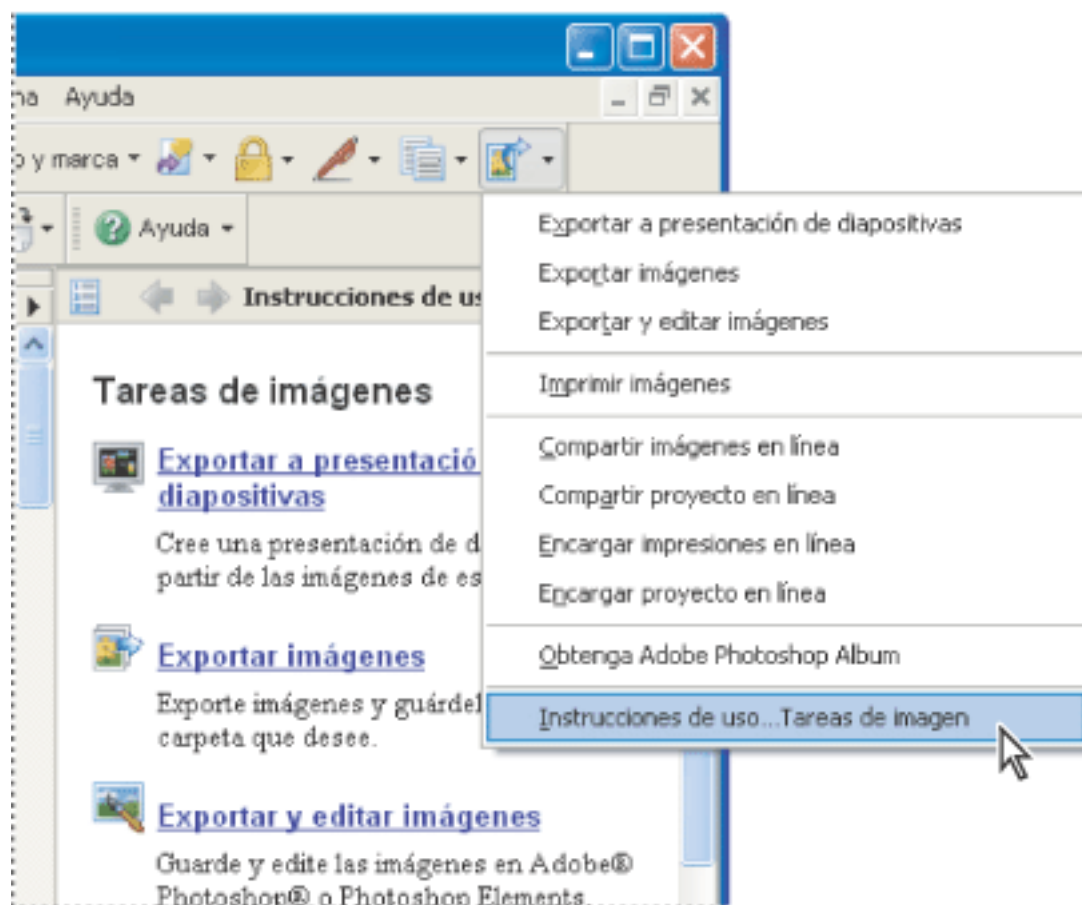 Ayuda
o y marca
Ayuda
Instrucciones de
Exportar a presentación de diapositivas
Exportar imágenes
Exportar y editar imágenes
Imprimir imágenes
Compartir imágenes en línea
Compartir proyecto en línea
Encargar impresiones en línea
Encargar proyecto en línea
Obtenga Adobe Photoshop Album
Instrucciones de uso...Tareas de imagen
Tareas de imágenes
Exportar a presentació
diapositivas
Cree una presentación de d
partir de las imágenes de es
Exportar imágenes
Exporte imágenes y guárdel
carpeta que desee.
Exportar y editar imágenes
Guarde y edite las imágenes en Adobe®
Photoshop® o Photoshop Elements.